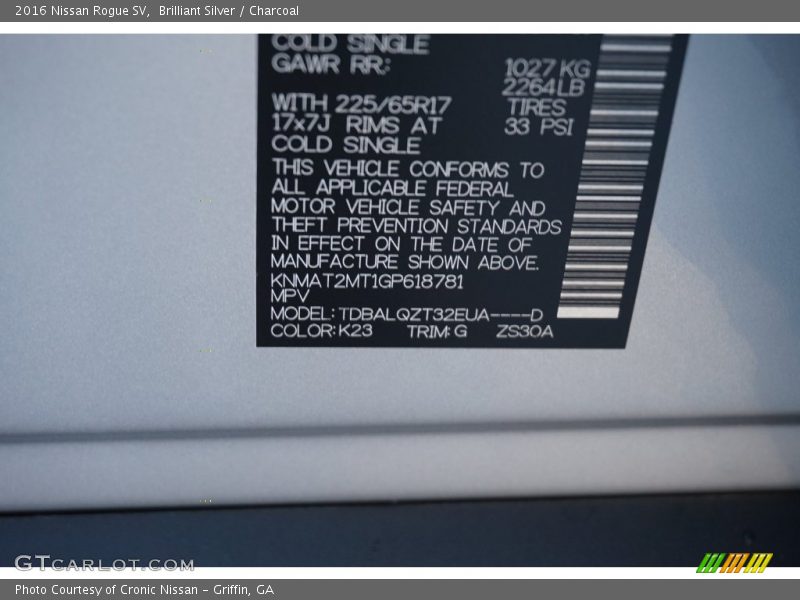 2016 Nissan Rogue SV, Brilliant Silver / Charcoal
COLD SINGLE
GAWR RR: 1027 KG
2264 LB
WITH 225/65R17 TIRES
17x7J RIMS AT 33 PSI
COLD SINGLE
THIS VEHICLE CONFORMS TO
ALL APPLICABLE FEDERAL
MOTOR VEHICLE SAFETY AND
THEFT PREVENTION STANDARDS
IN EFFECT ON THE DATE OF
MANUFACTURE SHOWN ABOVE.
KNMAT2MT1GP618781
MPV
MODEL: TDBALQZT32EUA----D
COLOR: K23 TRIM: G ZS30A
GTCARLOT.COM
Photo Courtesy of Cronic Nissan - Griffin, GA